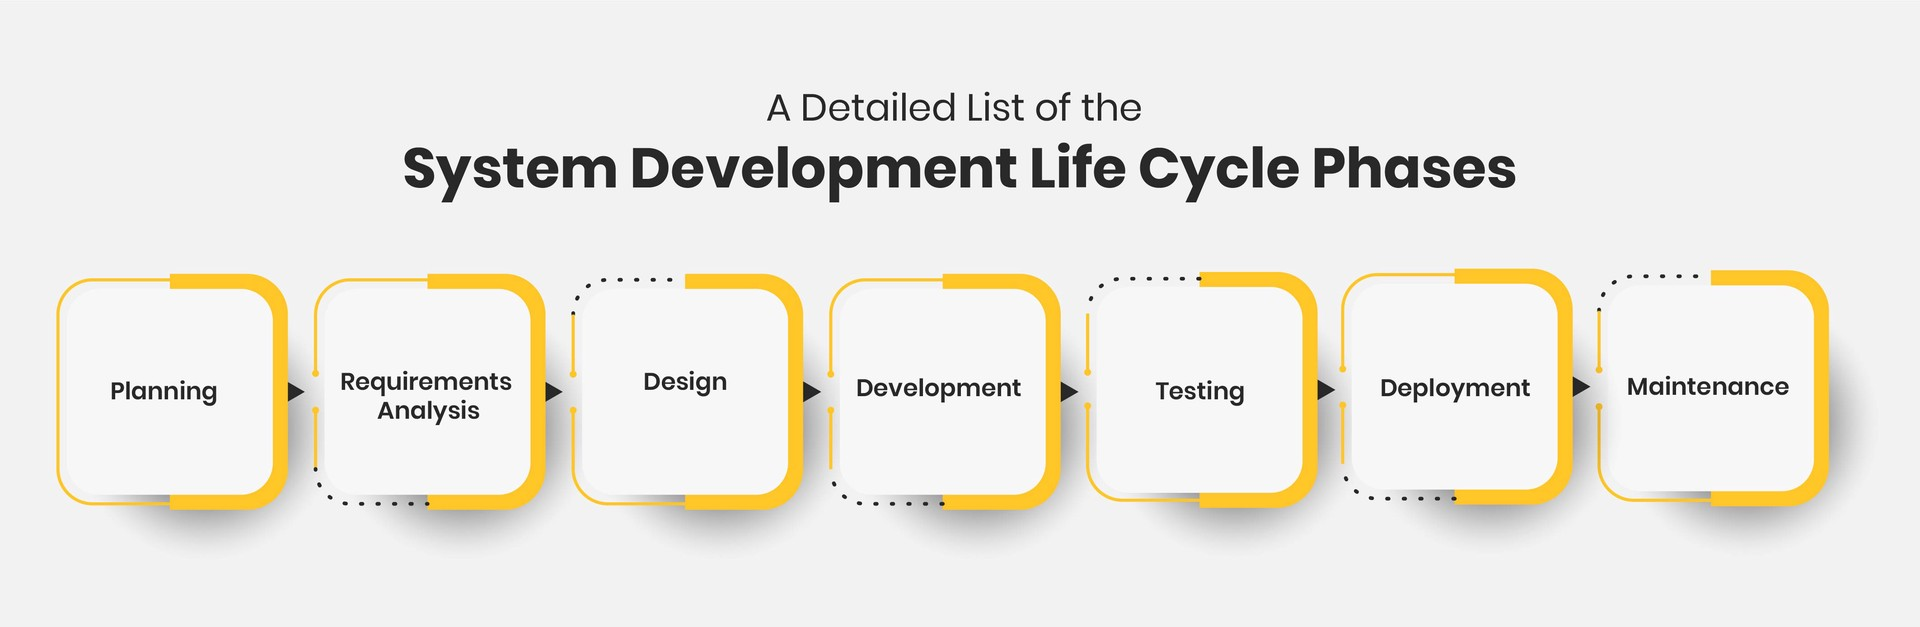 A Detailed List of the
System Development Life Cycle Phases
Planning
Requirements
Analysis
Design
Development
Testing
Deployment
Maintenance